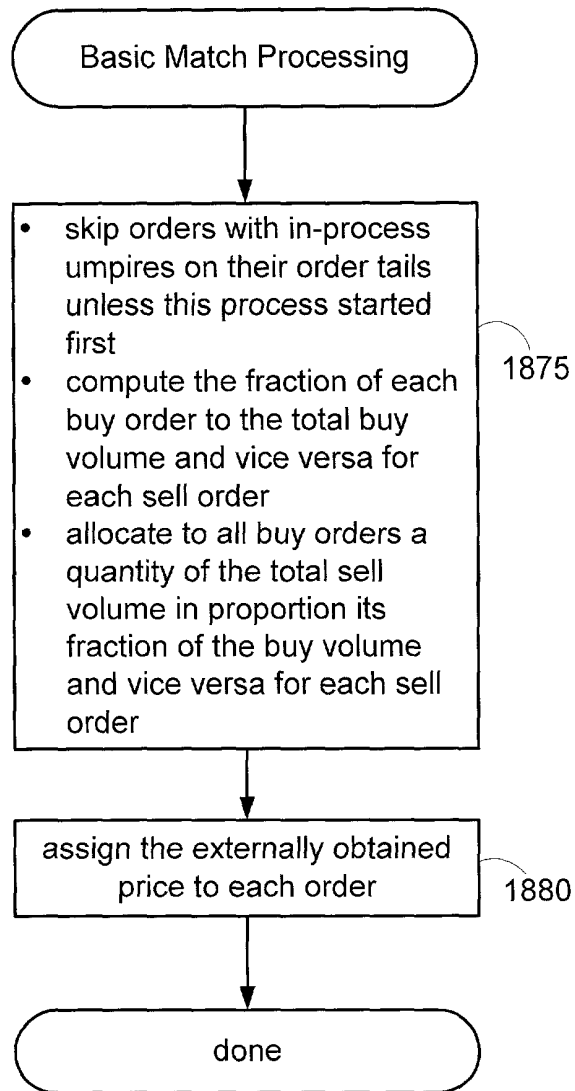 Basic Match Processing
• skip orders with in-process
umpires on their order tails
unless this process started
first
• compute the fraction of each
buy order to the total buy
volume and vice versa for
each sell order
• allocate to all buy orders a
quantity of the total sell
volume in proportion its
fraction of the buy volume
and vice versa for each sell
order
1875
assign the externally obtained
price to each order
1880
done